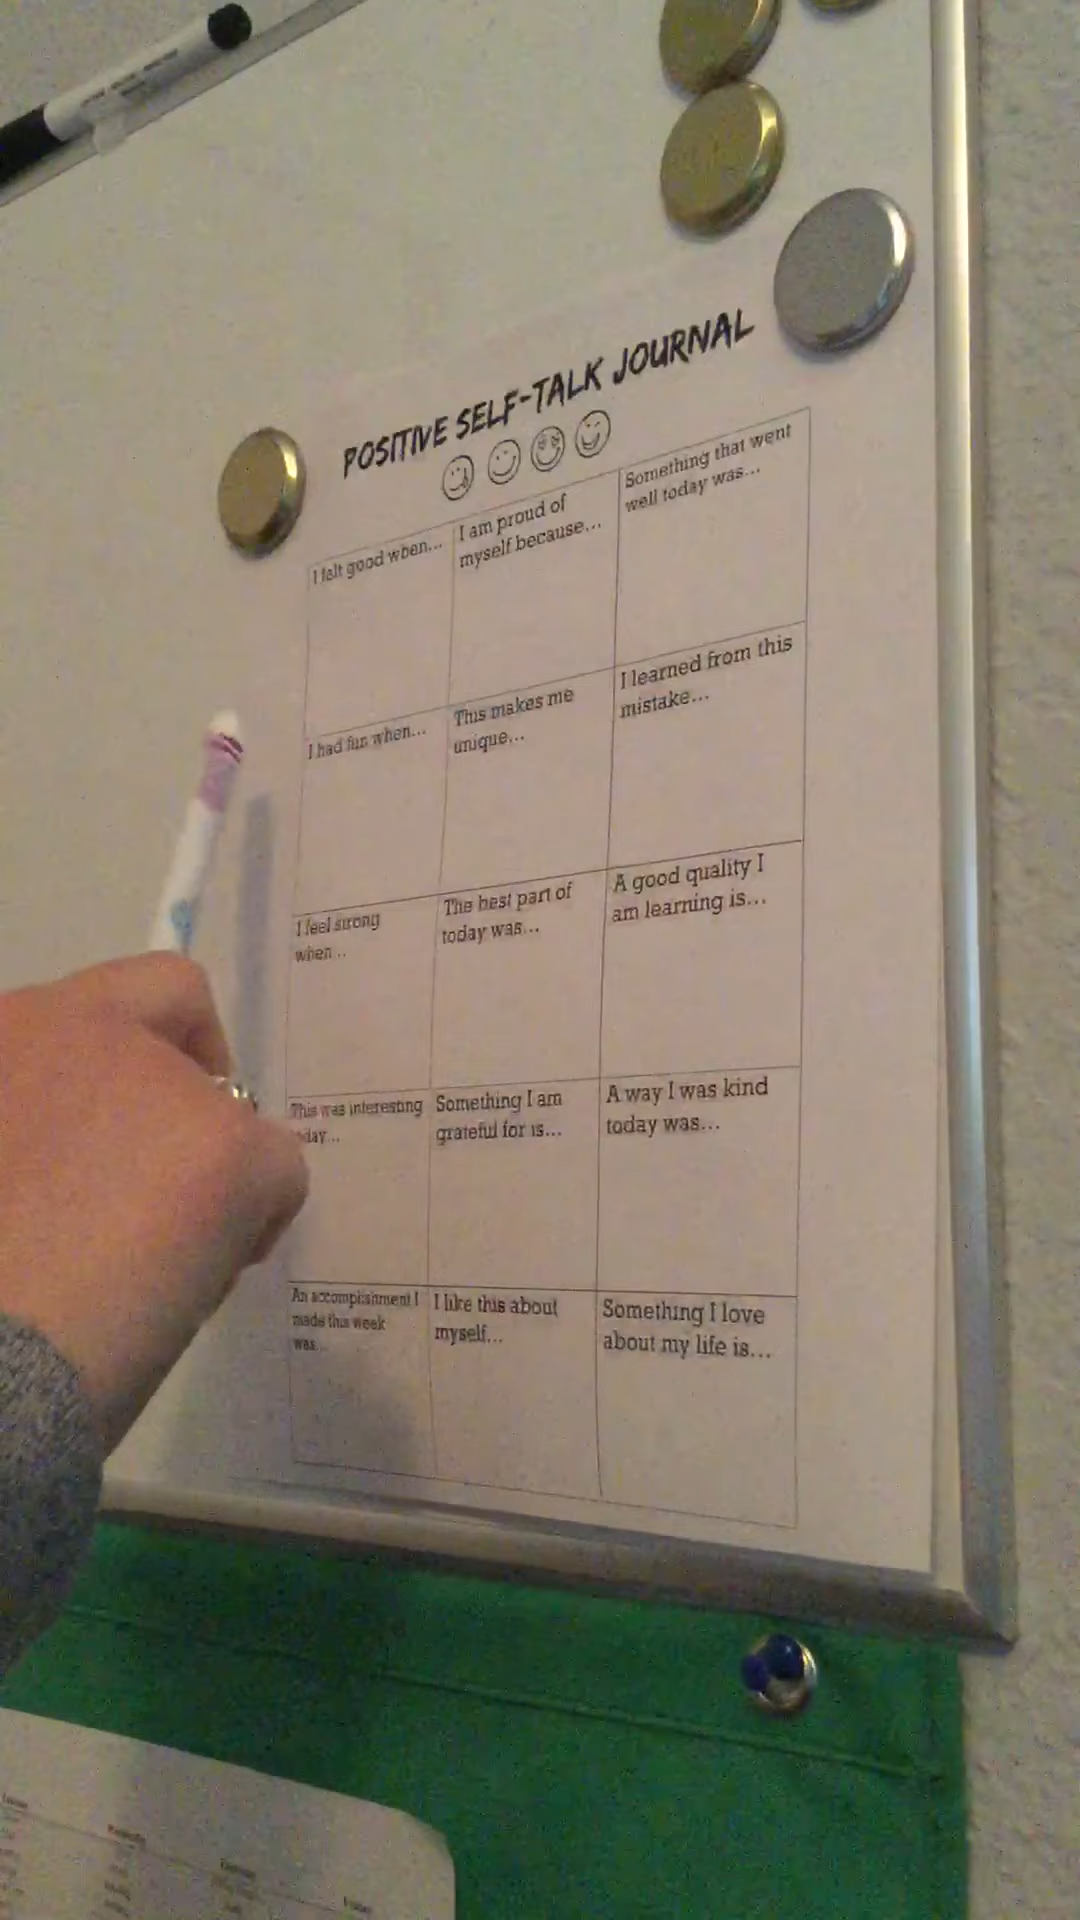 POSITIVE SELF-TALK JOURNAL
I felt good when...
I am proud of
myself because...
Something that went
well today was...
I had fun when...
This makes me
unique...
I learned from this
mistake...
I feel strong
when...
The best part of
today was...
A good quality I
am learning is...
This was interesting
day...
Something I am
grateful for is...
A way I was kind
today was...
An accomplishment I
made this week
was...
I like this about
myself...
Something I love
about my life is...